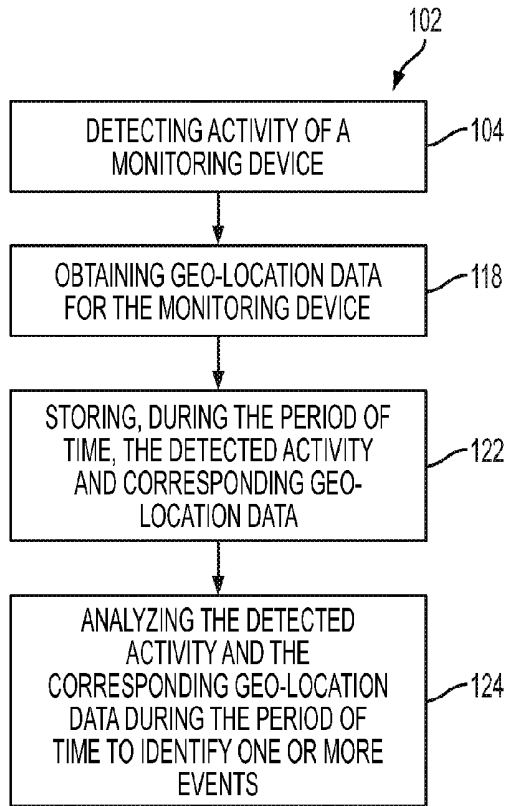 102
DETECTING ACTIVITY OF A
MONITORING DEVICE
104
OBTAINING GEO-LOCATION DATA
FOR THE MONITORING DEVICE
118
STORING, DURING THE PERIOD OF
TIME, THE DETECTED ACTIVITY
AND CORRESPONDING GEO-
LOCATION DATA
122
ANALYZING THE DETECTED
ACTIVITY AND THE
CORRESPONDING GEO-LOCATION
DATA DURING THE PERIOD OF
TIME TO IDENTIFY ONE OR MORE
EVENTS
124